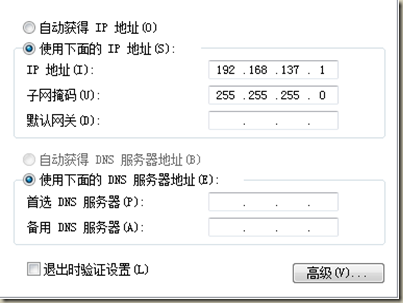 自动获得 IP 地址(O)
使用下面的 IP 地址(S):
IP 地址(I): 192 .168 .137 . 1
子网掩码(U): 255 .255 .255 . 0
默认网关(D): . . .
自动获得 DNS 服务器地址(B)
使用下面的 DNS 服务器地址(E):
首选 DNS 服务器(P): . . .
备用 DNS 服务器(A): . . .
退出时验证设置(L)
高级(V)...